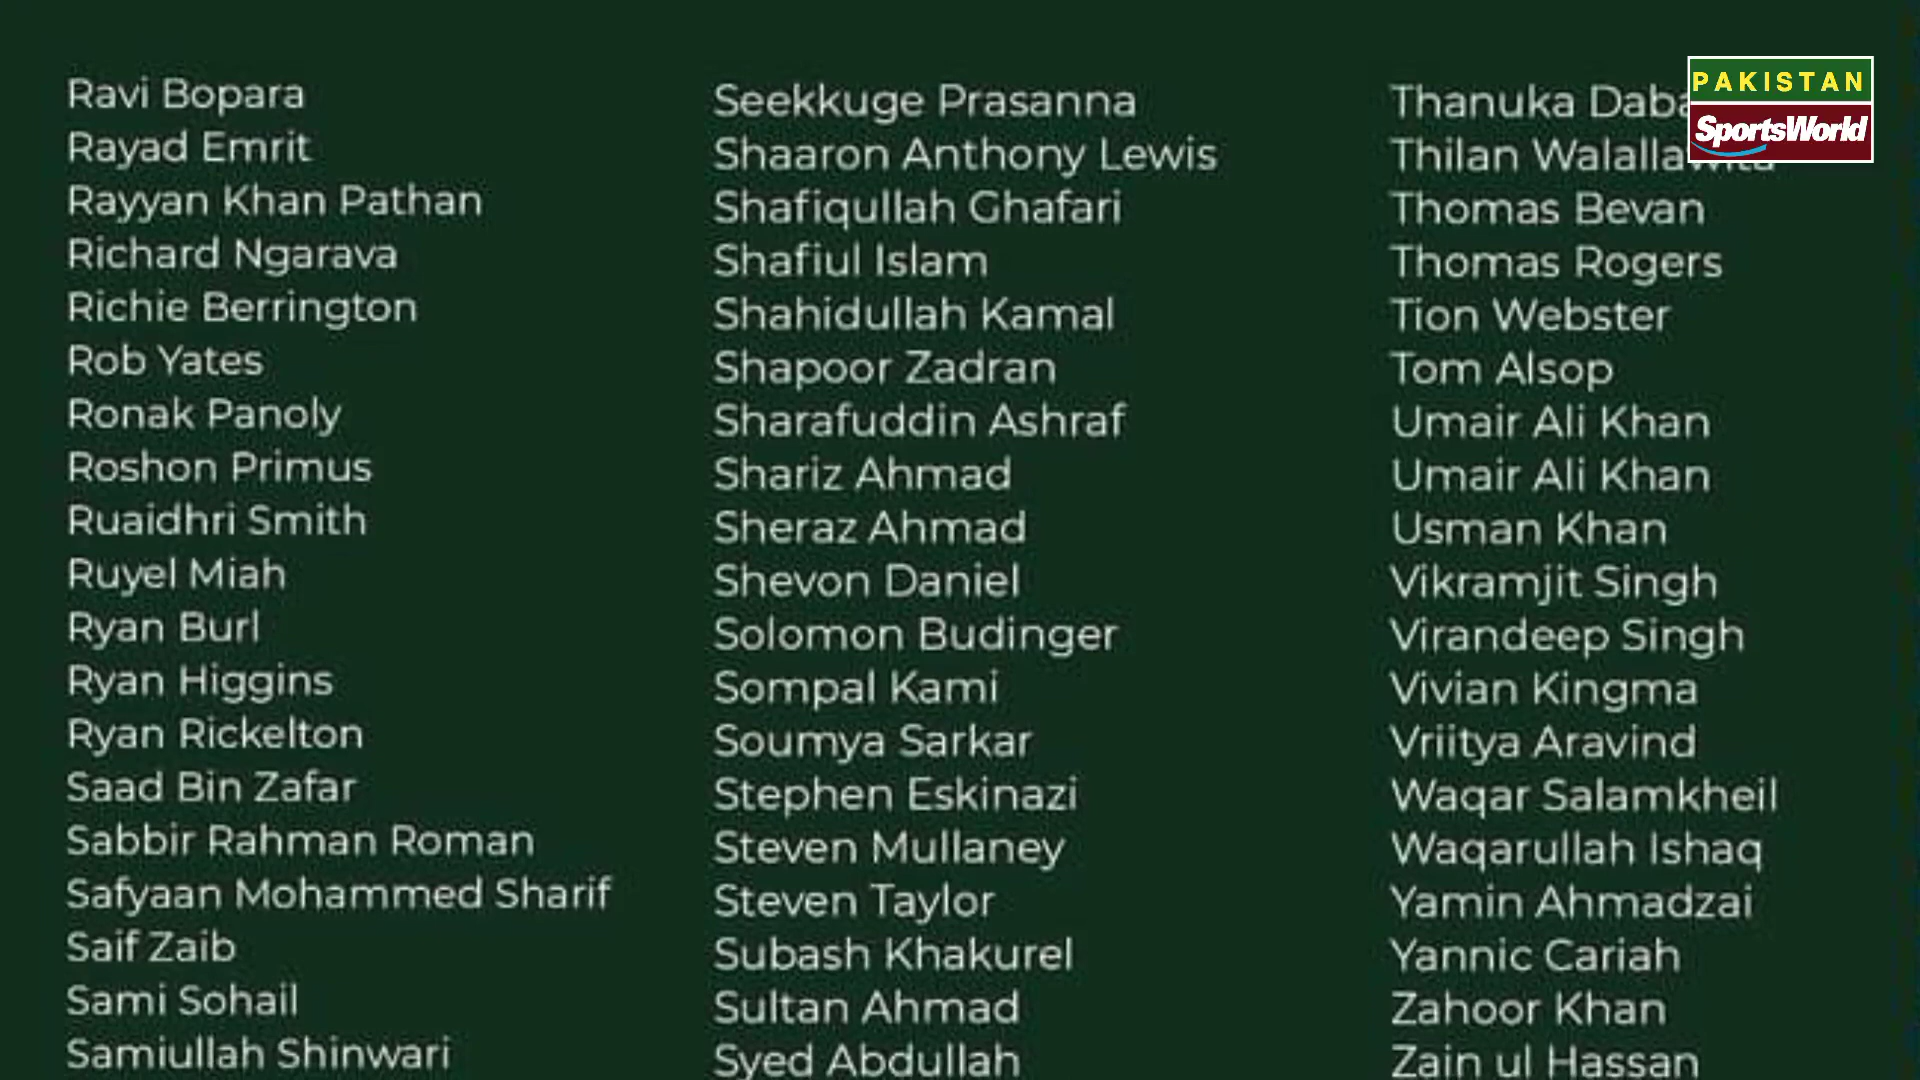 Ravi Bopara
Rayad Emrit
Rayyan Khan Pathan
Richard Ngarava
Richie Berrington
Rob Yates
Ronak Panoly
Roshon Primus
Ruaidhri Smith
Ruyel Miah
Ryan Burl
Ryan Higgins
Ryan Rickelton
Saad Bin Zafar
Sabbir Rahman Roman
Safyaan Mohammed Sharif
Saif Zaib
Sami Sohail
Samiullah Shinwari
Seekkuge Prasanna
Shaaron Anthony Lewis
Shafiqullah Ghafari
Shafiul Islam
Shahidullah Kamal
Shapoor Zadran
Sharafuddin Ashraf
Shariz Ahmad
Sheraz Ahmad
Shevon Daniel
Solomon Budinger
Sompal Kami
Soumya Sarkar
Stephen Eskinazi
Steven Mullaney
Steven Taylor
Subash Khakurel
Sultan Ahmad
Syed Abdullah
Thanuka
Thilan
Thomas Bevan
Thomas Rogers
Tion Webster
Tom Alsop
Umair Ali Khan
Umair Ali Khan
Usman Khan
Vikramjit Singh
Virandeep Singh
Vivian Kingma
Vriitya Aravind
Waqar Salamkheil
Waqarullah Ishaq
Yamin Ahmadzai
Yannic Cariah
Zahoor Khan
Zain ul Hassan
PAKISTAN
SportsWorld